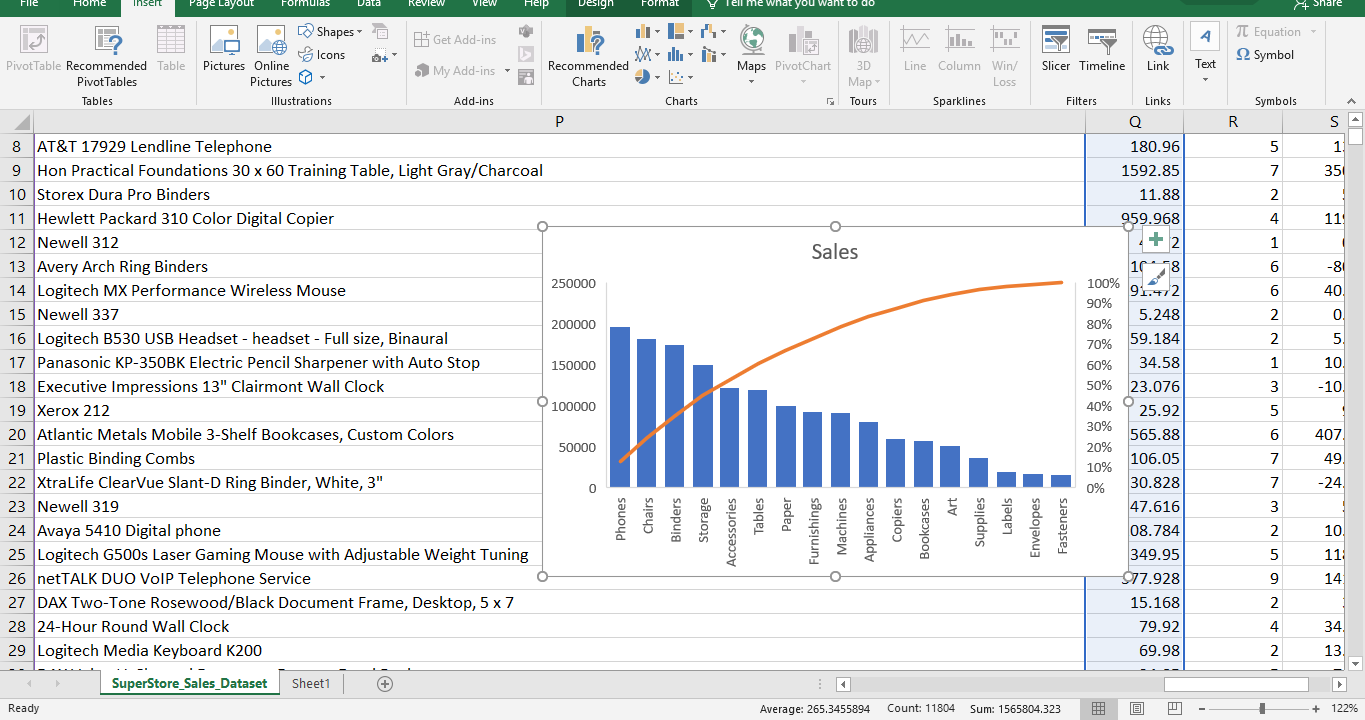 File Home Insert Page Layout Formulas Data Review View Help Design Format Tell me what you want to do Share
PivotTable Recommended PivotTables Table
Tables
Pictures Online Pictures Shapes Icons
Illustrations
Get Add-ins
My Add-ins
Add-ins
Recommended Charts
Maps PivotChart
Charts
3D Map
Tours
Line Column Win/ Loss
Sparklines
Slicer Timeline
Filters
Link
Links
Text
Equation
Symbol
Symbols
P Q R S
8 AT&T 17929 Lendline Telephone 180.96 5
9 Hon Practical Foundations 30 x 60 Training Table, Light Gray/Charcoal 1592.85 7
10 Storex Dura Pro Binders 11.88 2
11 Hewlett Packard 310 Color Digital Copier 959.968 4
12 Newell 312 1
13 Avery Arch Ring Binders 6
14 Logitech MX Performance Wireless Mouse 6 40.
15 Newell 337 5.248 2 0.
16 Logitech B530 USB Headset - headset - Full size, Binaural 59.184 2 5.
17 Panasonic KP-350BK Electric Pencil Sharpener with Auto Stop 34.58 1 10.
18 Executive Impressions 13" Clairmont Wall Clock 23.076 3 -10.
19 Xerox 212 25.92 5
20 Atlantic Metals Mobile 3-Shelf Bookcases, Custom Colors 565.88 6 407.
21 Plastic Binding Combs 106.05 7 49.
22 XtraLife ClearVue Slant-D Ring Binder, White, 3" 30.828 7 -24.
23 Newell 319 47.616 3
24 Avaya 5410 Digital phone 08.784 2 10.
25 Logitech G500s Laser Gaming Mouse with Adjustable Weight Tuning 349.95 5
26 netTALK DUO VoIP Telephone Service 377.928 9
27 DAX Two-Tone Rosewood/Black Document Frame, Desktop, 5 x 7 15.168 2
28 24-Hour Round Wall Clock 79.92 4 34.
29 Logitech Media Keyboard K200 69.98 2 13.
Sales
250000 100%
90%
200000 80%
70%
150000 60%
50%
100000 40%
30%
50000 20%
10%
0 0%
Phones
Chairs
Binders
Storage
Accessories
Tables
Paper
Furnishings
Machines
Appliances
Copiers
Bookcases
Art
Supplies
Labels
Envelopes
Fasteners
SuperStore_Sales_Dataset Sheet1
Ready Average: 265.3455894 Count: 11804 Sum: 1565804.323 122%